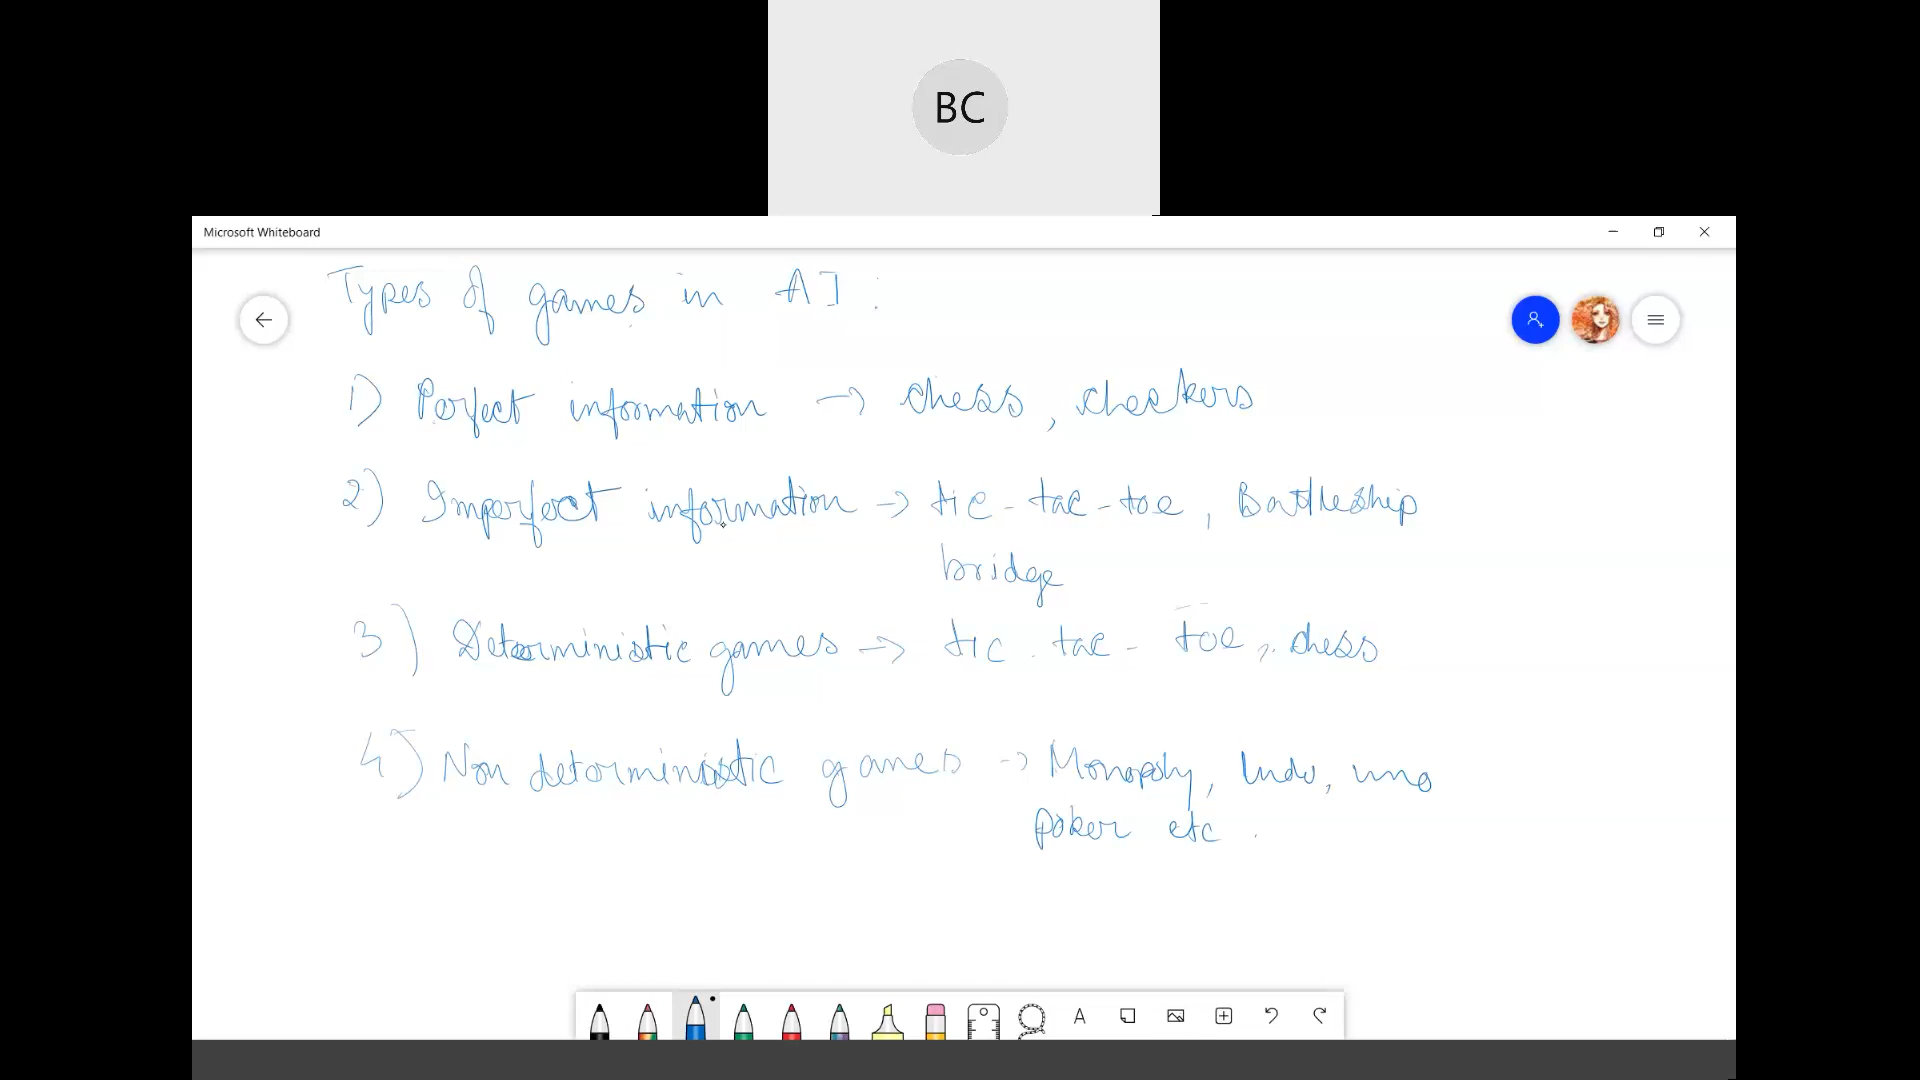 BC
Microsoft Whiteboard
Types of games in AI :
1) Perfect information → chess, checkers
2) Imperfect information → tic-tac-toe, Battleship
bridge
3) Deterministic games → tic-tac-toe, chess
4) Non deterministic games → Monopoly, ludo, uno
poker etc.
A